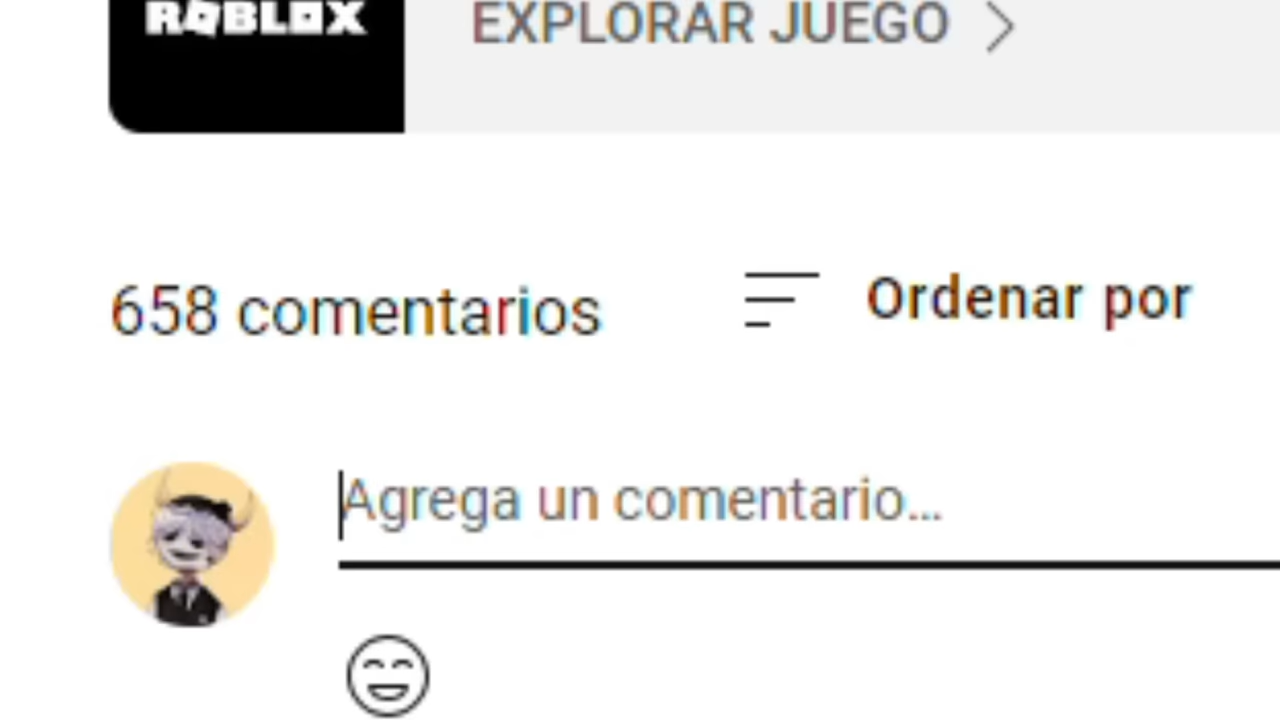 ROBLOX
EXPLORAR JUEGO
658 comentarios
Ordenar por
Agrega un comentario...